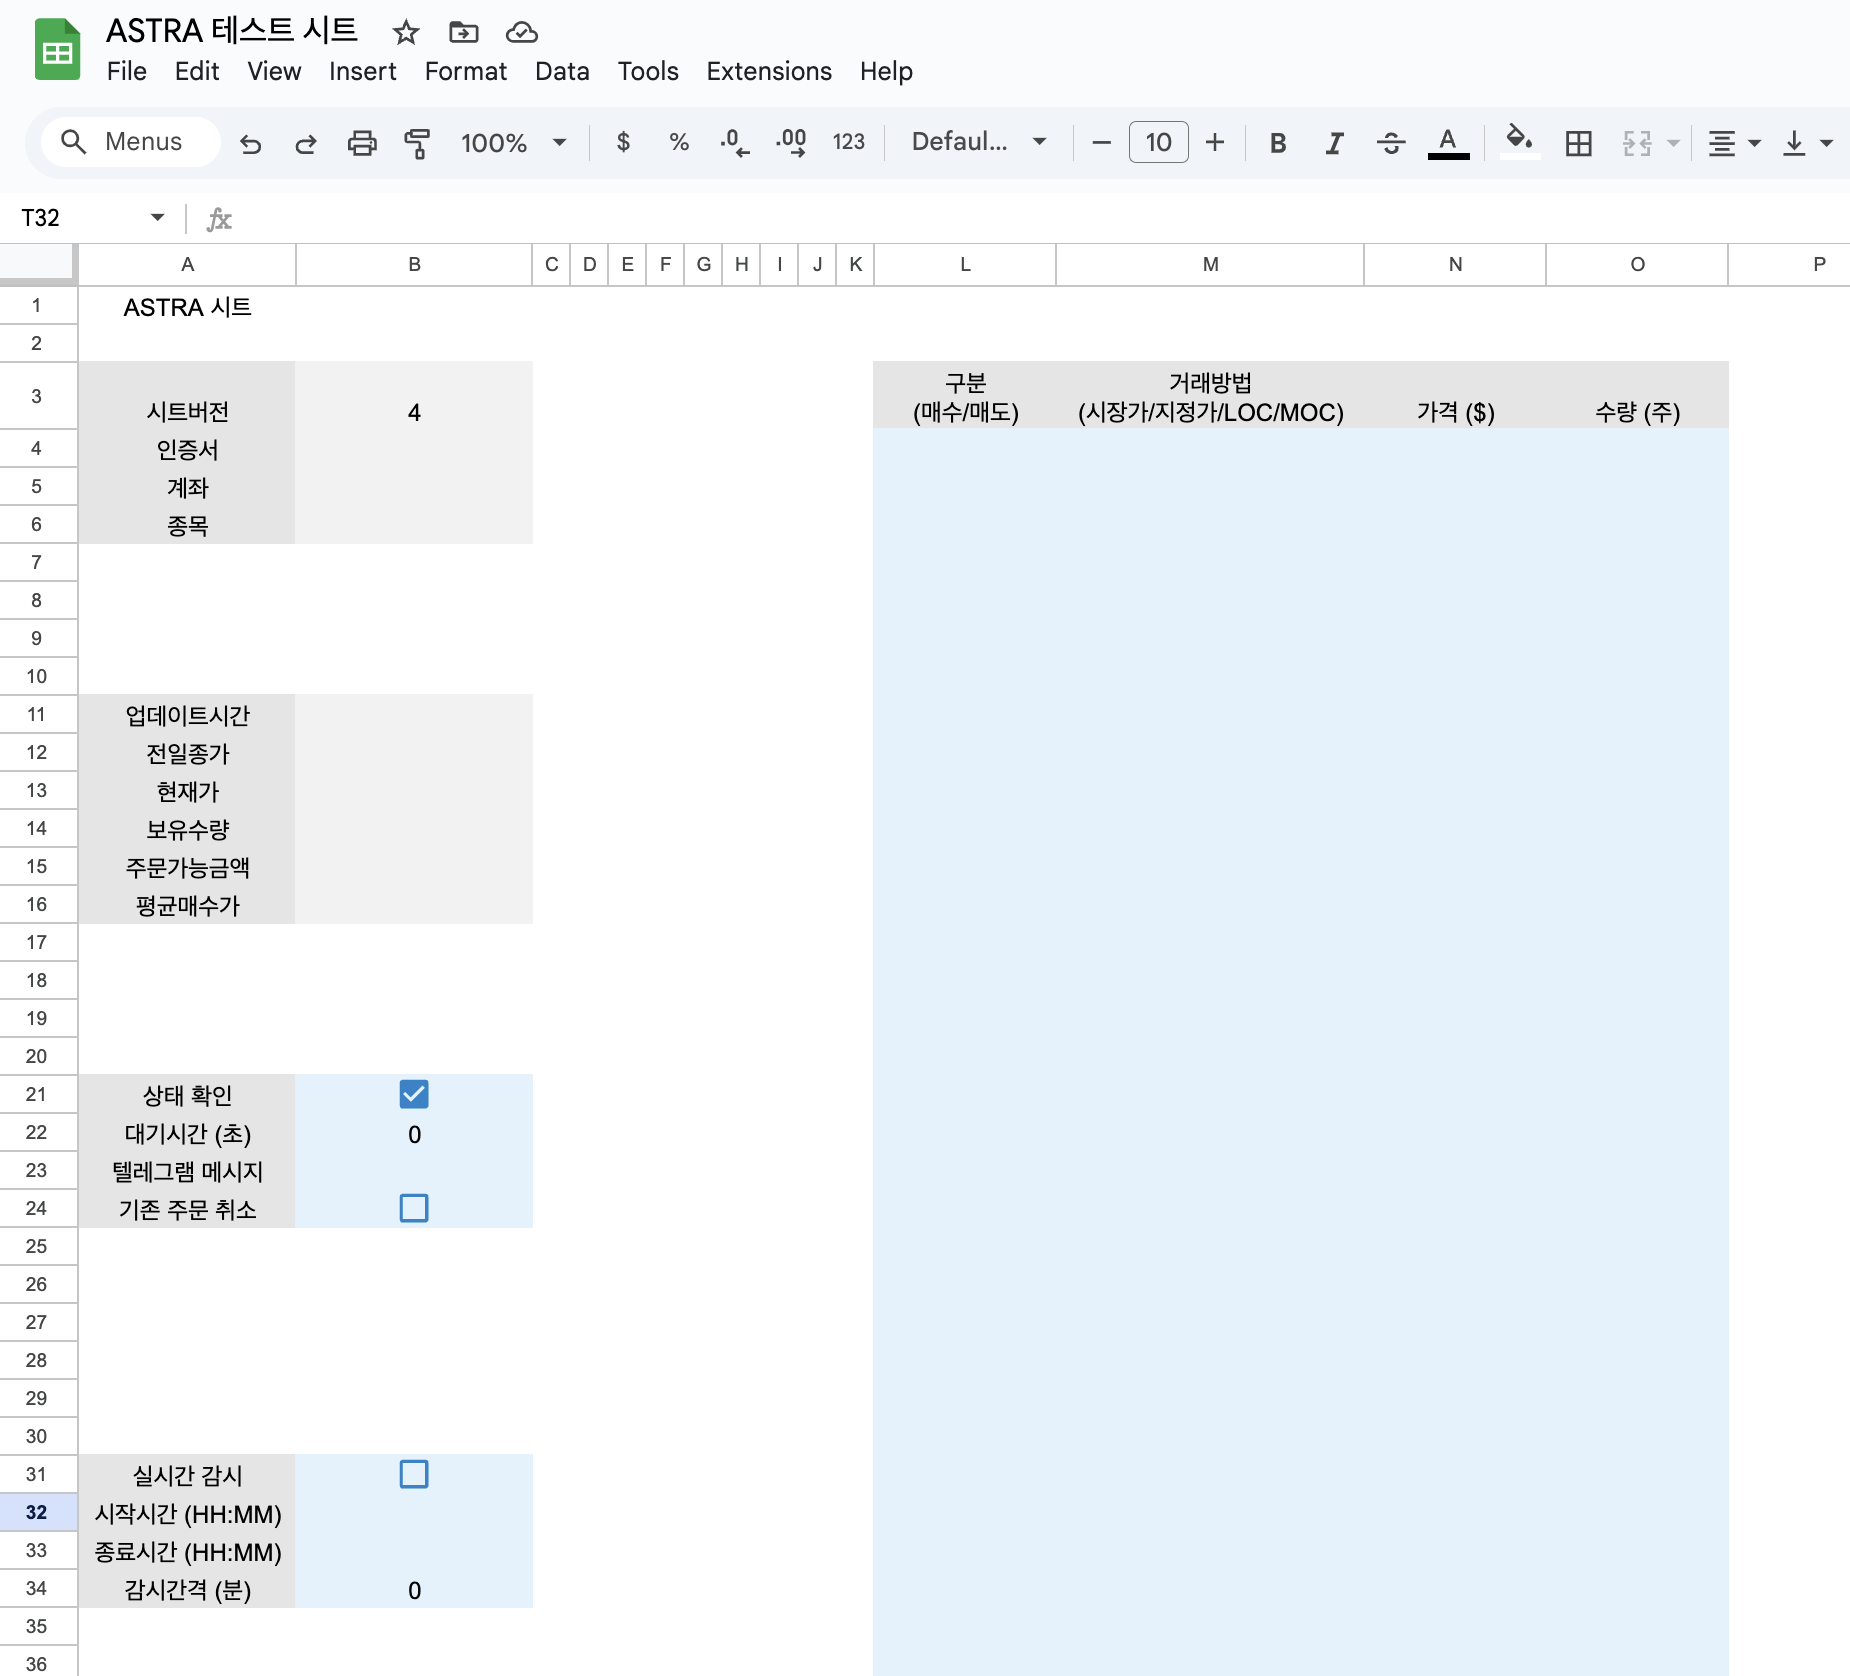 ASTRA 테스트 시트
File Edit View Insert Format Data Tools Extensions Help
Menus 100% $ % .0 .00 123 Defaul... 10 B I A
T32 fx
A B C D E F G H I J K L M N O P
1 ASTRA 시트
2
구분 거래방법
3 시트버전 4 (매수/매도) (시장가/지정가/LOC/MOC) 가격 ($) 수량 (주)
4 인증서
5 계좌
6 종목
7
8
9
10
11 업데이트시간
12 전일종가
13 현재가
14 보유수량
15 주문가능금액
16 평균매수가
17
18
19
20
21 상태 확인
22 대기시간 (초) 0
23 텔레그램 메시지
24 기존 주문 취소
25
26
27
28
29
30
31 실시간 감시
32 시작시간 (HH:MM)
33 종료시간 (HH:MM)
34 감시간격 (분) 0
35
36